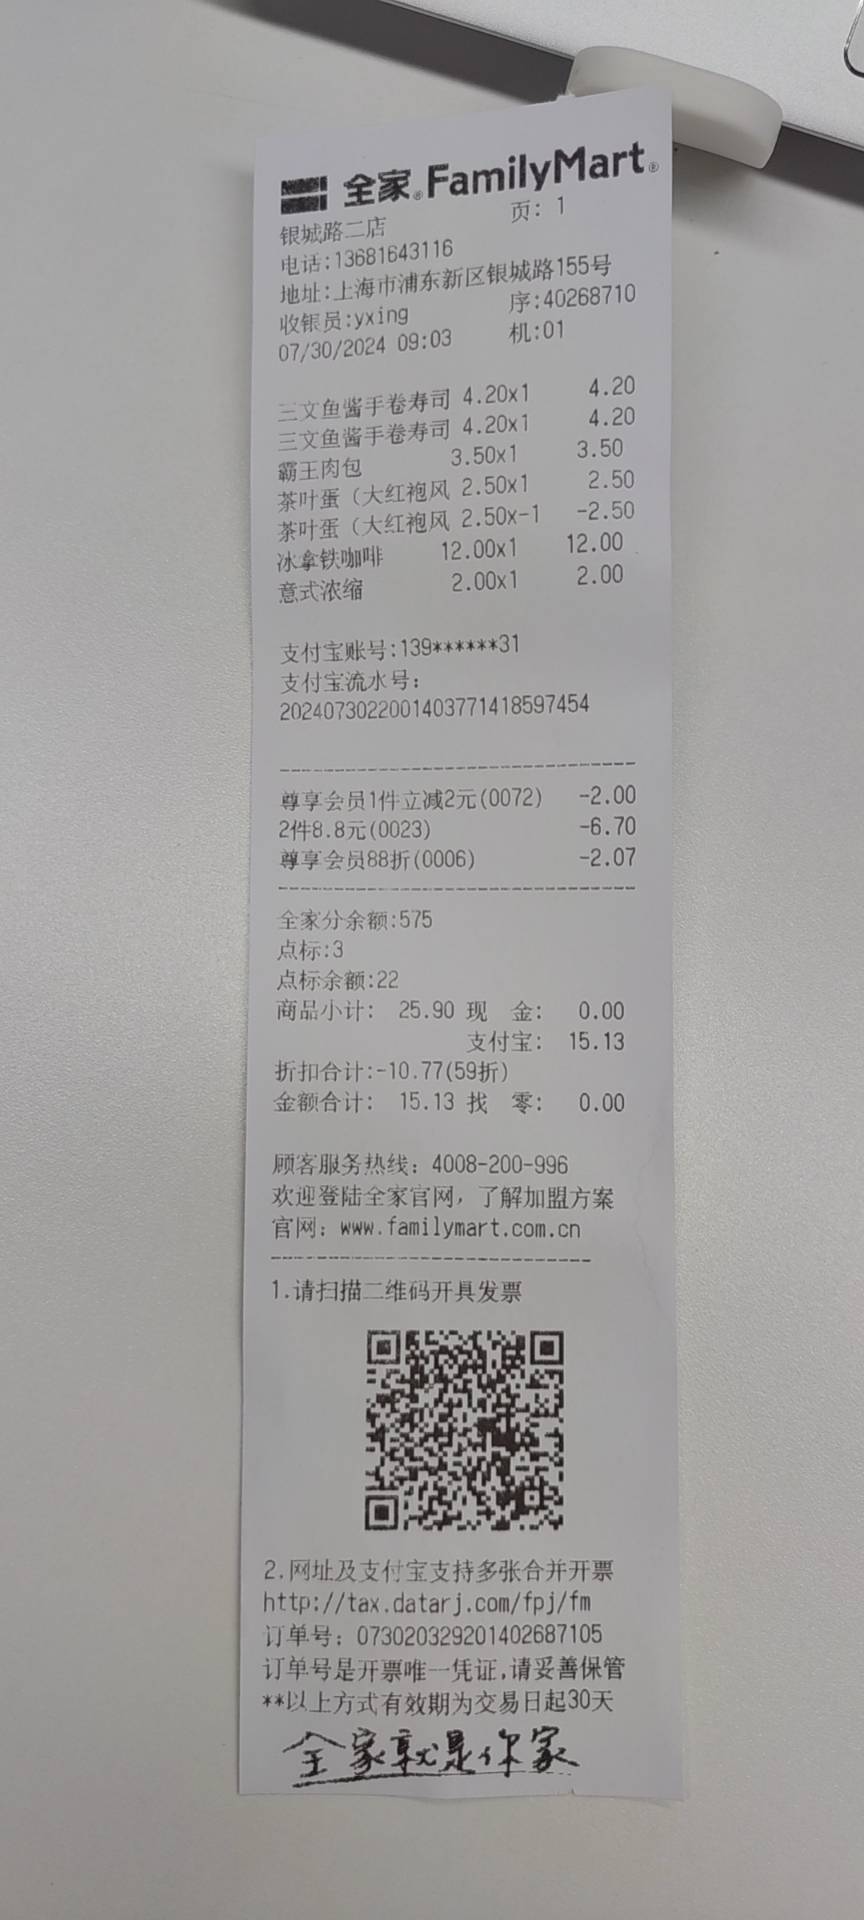 全家® FamilyMart®
银城路二店 页: 1
电话:13681643116
地址:上海市浦东新区银城路155号
收银员:yxing 序:40268710
07/30/2024 09:03 机:01
三文鱼酱手卷寿司 4.20x1 4.20
三文鱼酱手卷寿司 4.20x1 4.20
霸王肉包 3.50x1 3.50
茶叶蛋（大红袍风 2.50x1 2.50
茶叶蛋（大红袍风 2.50x-1 -2.50
冰拿铁咖啡 12.00x1 12.00
意式浓缩 2.00x1 2.00
支付宝账号:139******31
支付宝流水号:
2024073022001403771418597454
------------------------------
尊享会员1件立减2元(0072) -2.00
2件8.8元(0023) -6.70
尊享会员88折(0006) -2.07
------------------------------
全家分余额:575
点标:3
点标余额:22
商品小计: 25.90 现 金: 0.00
支付宝: 15.13
折扣合计:-10.77(59折)
金额合计: 15.13 找 零: 0.00
顾客服务热线: 4008-200-996
欢迎登陆全家官网，了解加盟方案
官网: www.familymart.com.cn
------------------------------
1.请扫描二维码开具发票
2.网址及支付宝支持多张合并开票
http://tax.datarj.com/fpj/fm
订单号: 073020329201402687105
订单号是开票唯一凭证,请妥善保管
**以上方式有效期为交易日起30天
全家就是你家